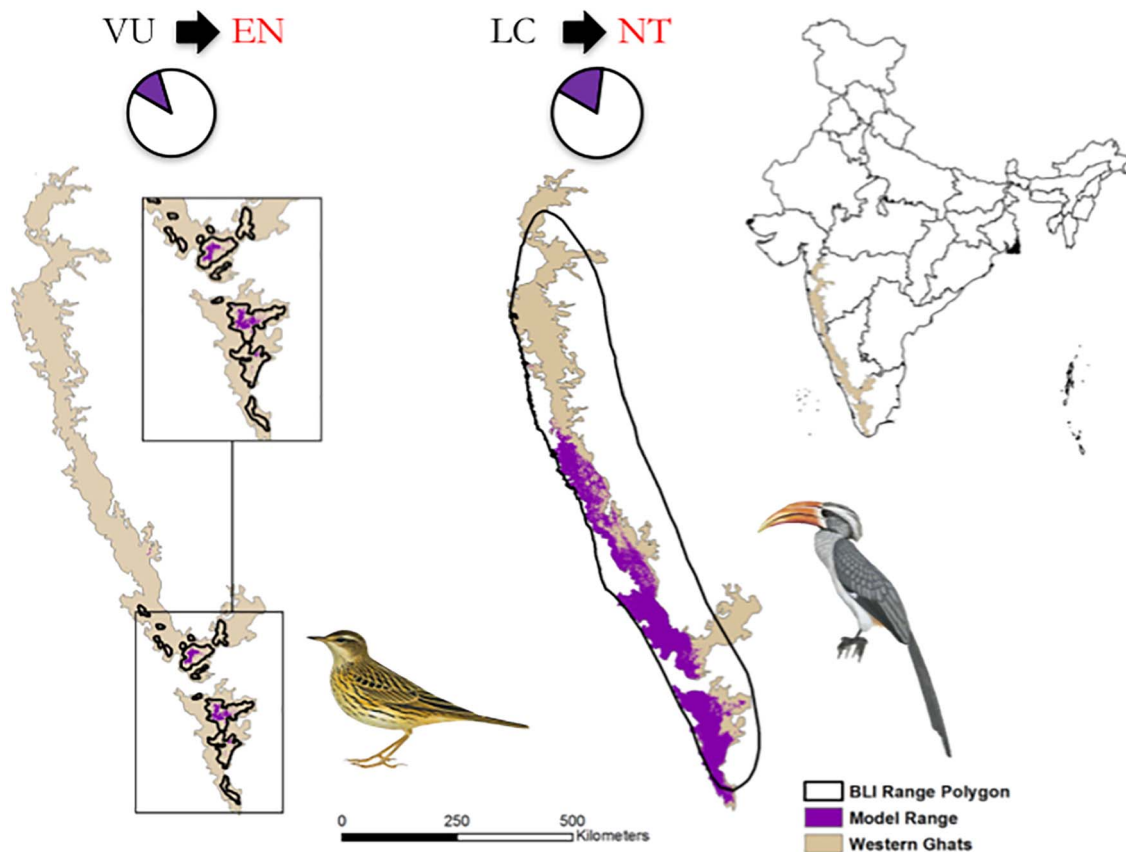 VU ➡ EN
LC ➡ NT
0 250 500
Kilometers
BLI Range Polygon
Model Range
Western Ghats